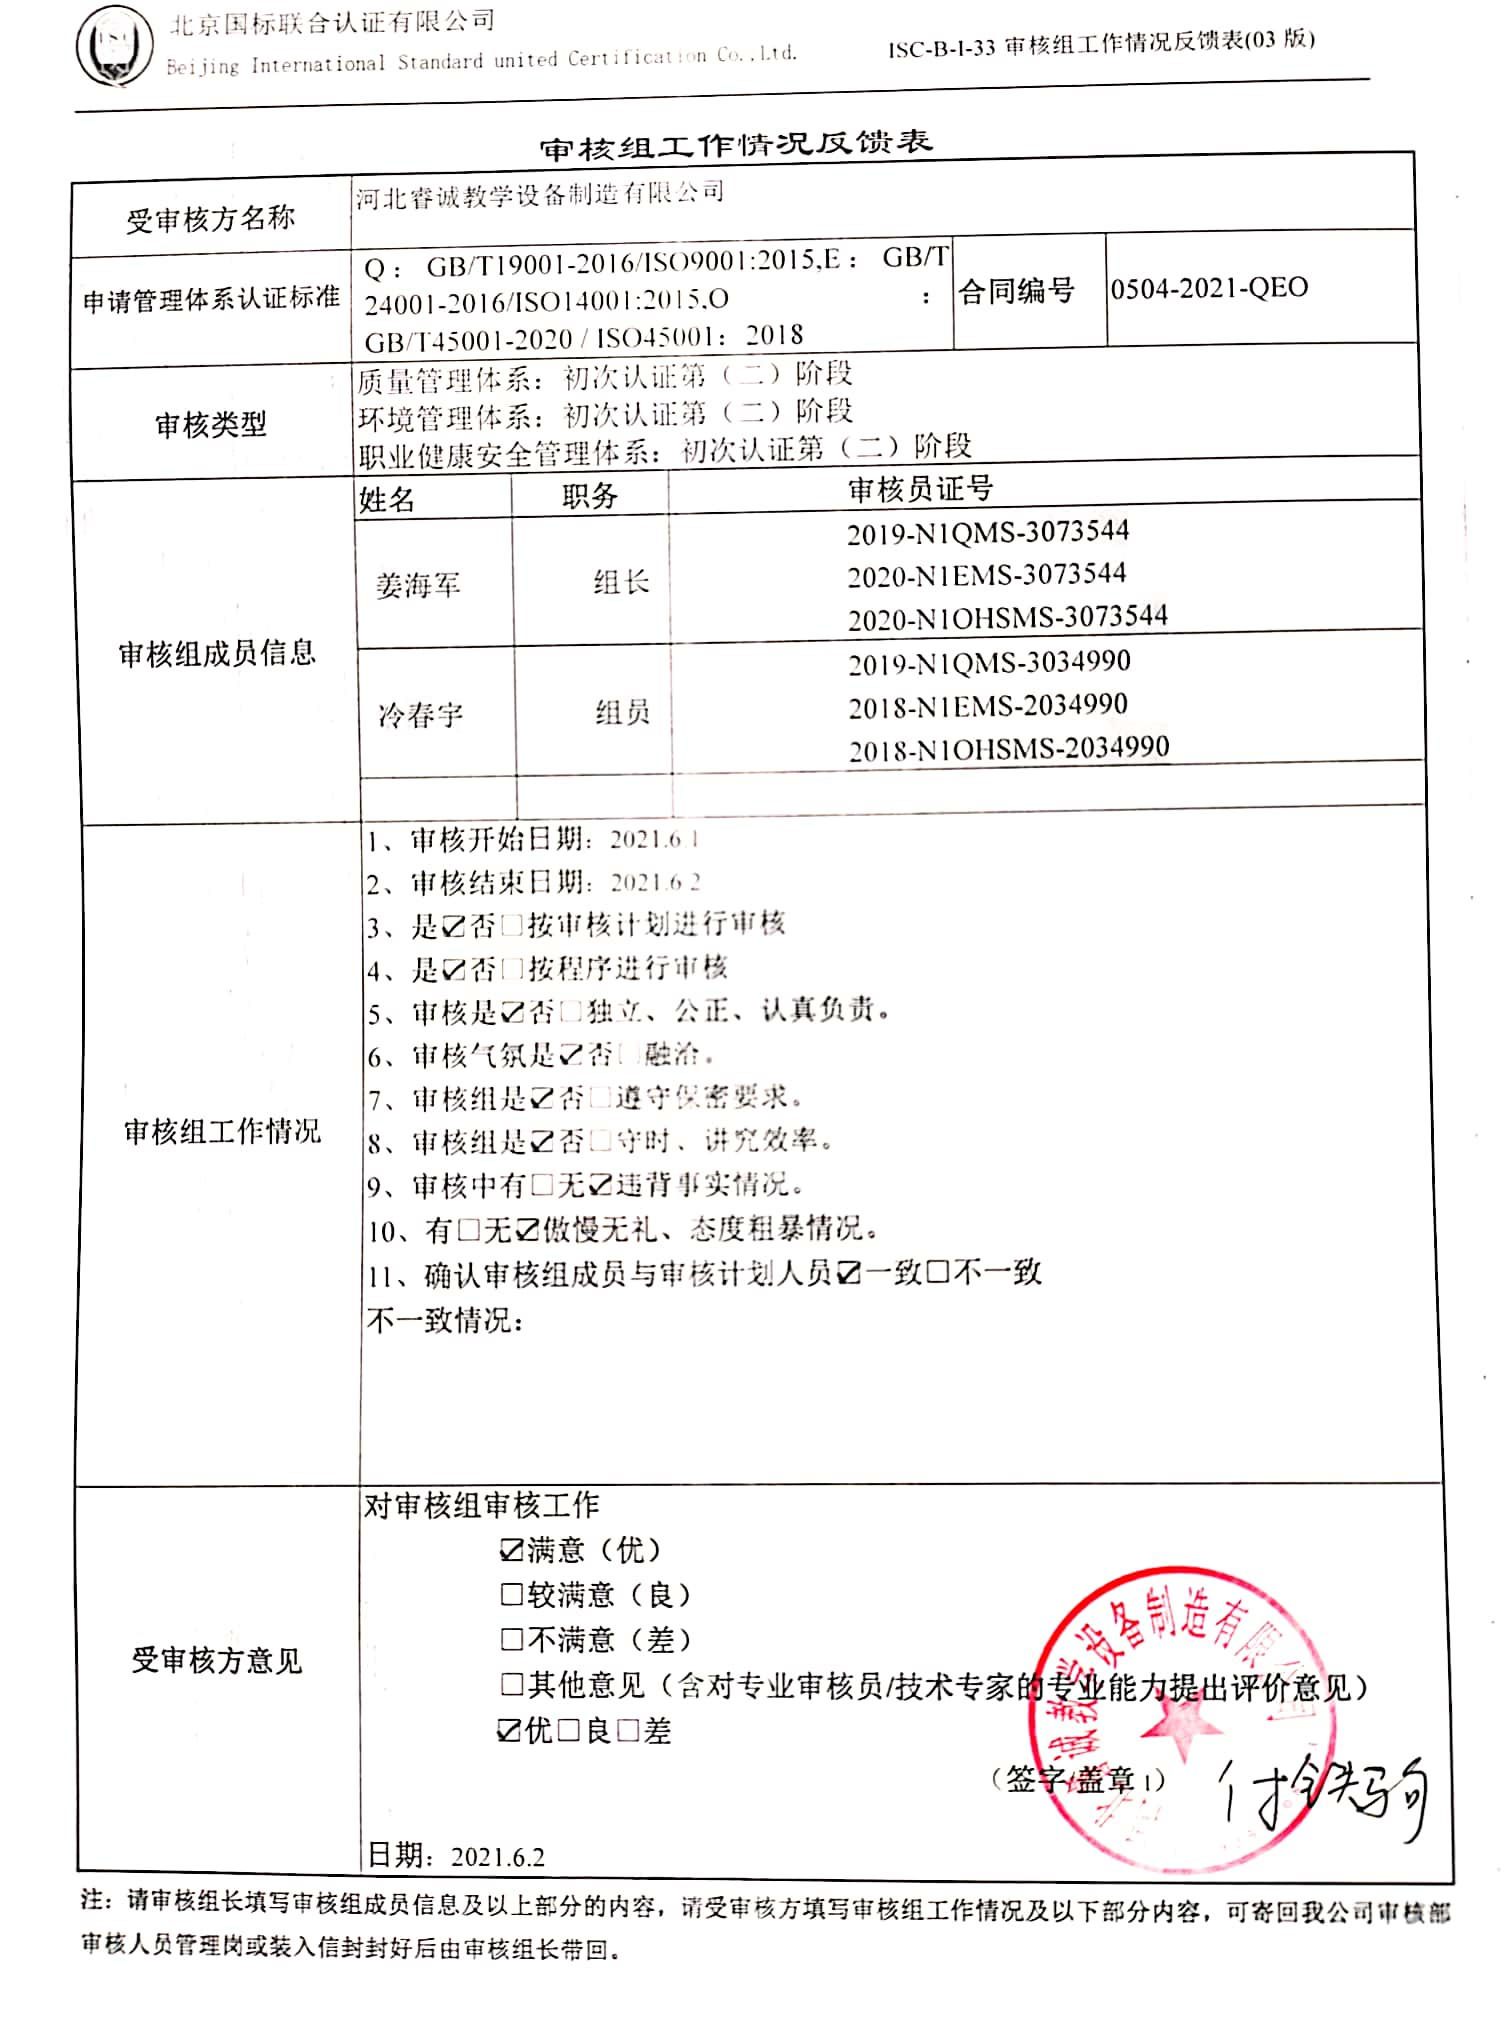 北京国标联合认证有限公司
Beijing International Standard united Certification Co.,Ltd.
ISC-B-I-33 审核组工作情况反馈表(03 版)
审核组工作情况反馈表
受审核方名称
河北睿诚教学设备制造有限公司
申请管理体系认证标准
Q： GB/T19001-2016/ISO9001:2015,E： GB/T
24001-2016/ISO14001:2015,O ：
GB/T45001-2020 / ISO45001：2018
合同编号
0504-2021-QEO
审核类型
质量管理体系：初次认证第（二）阶段
环境管理体系：初次认证第（二）阶段
职业健康安全管理体系：初次认证第（二）阶段
审核组成员信息
姓名 职务 审核员证号
姜海军 组长
2019-N1QMS-3073544
2020-N1EMS-3073544
2020-N1OHSMS-3073544
冷春宇 组员
2019-N1QMS-3034990
2018-N1EMS-2034990
2018-N1OHSMS-2034990
审核组工作情况
1、审核开始日期：2021.6.1
2、审核结束日期：2021.6.2
3、是☑否□按审核计划进行审核
4、是☑否□按程序进行审核
5、审核是☑否□独立、公正、认真负责。
6、审核气氛是☑否□融洽。
7、审核组是☑否□遵守保密要求。
8、审核组是☑否□守时、讲究效率。
9、审核中有□无☑违背事实情况。
10、有□无☑傲慢无礼、态度粗暴情况。
11、确认审核组成员与审核计划人员☑一致□不一致
不一致情况：
受审核方意见
对审核组审核工作
☑满意（优）
□较满意（良）
□不满意（差）
□其他意见（含对专业审核员/技术专家的专业能力提出评价意见）
☑优□良□差
（签字/盖章）
日期：2021.6.2
河北睿诚教学设备制造有限公司
注：请审核组长填写审核组成员信息及以上部分的内容，请受审核方填写审核组工作情况及以下部分内容，可寄回我公司审核部
审核人员管理岗或装入信封封好后由审核组长带回。